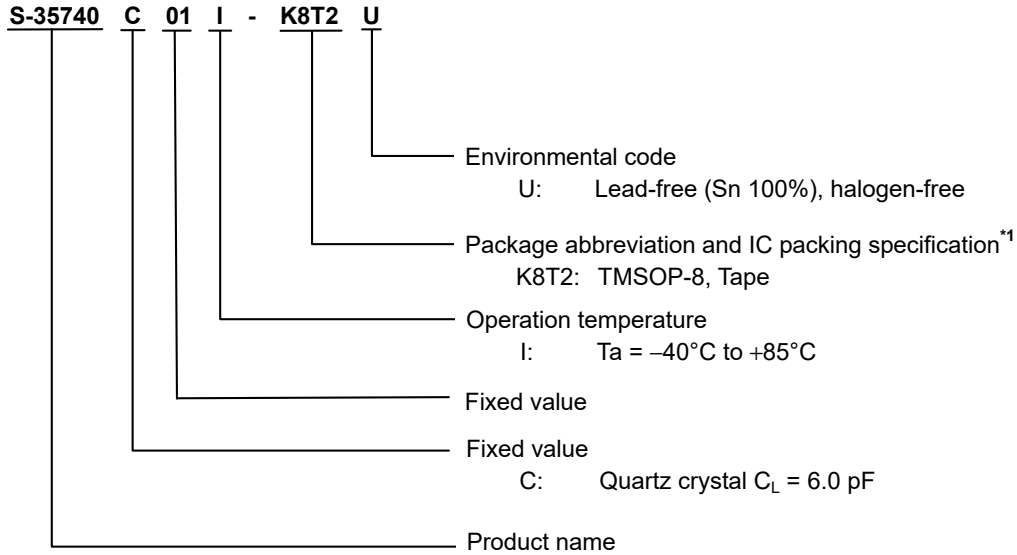 S-35740 C 01 I - K8T2 U
Environmental code
U: Lead-free (Sn 100%), halogen-free
Package abbreviation and IC packing specification*1
K8T2: TMSOP-8, Tape
Operation temperature
I: Ta = −40°C to +85°C
Fixed value
Fixed value
C: Quartz crystal CL = 6.0 pF
Product name